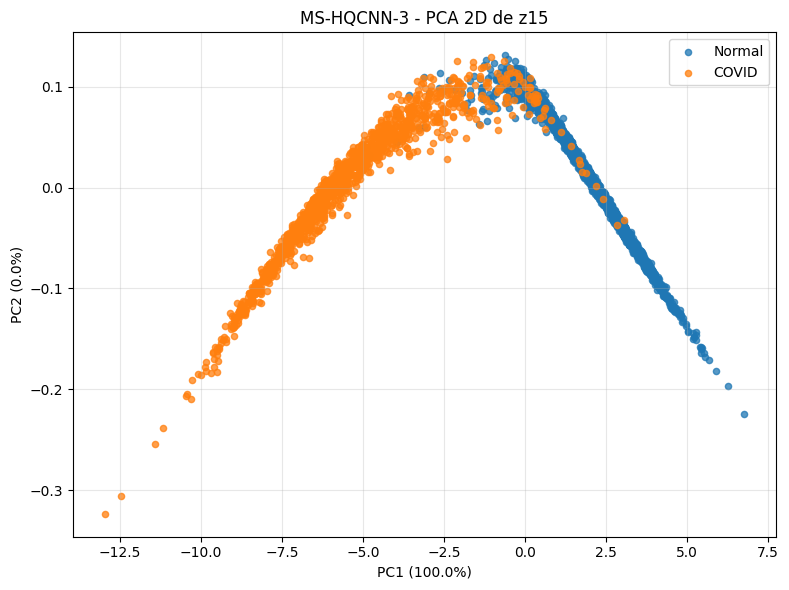 MS-HQCNN-3 - PCA 2D de z15
Normal
COVID
0.1
0.0
−0.1
−0.2
−0.3
PC2 (0.0%)
−12.5 −10.0 −7.5 −5.0 −2.5 0.0 2.5 5.0 7.5
PC1 (100.0%)